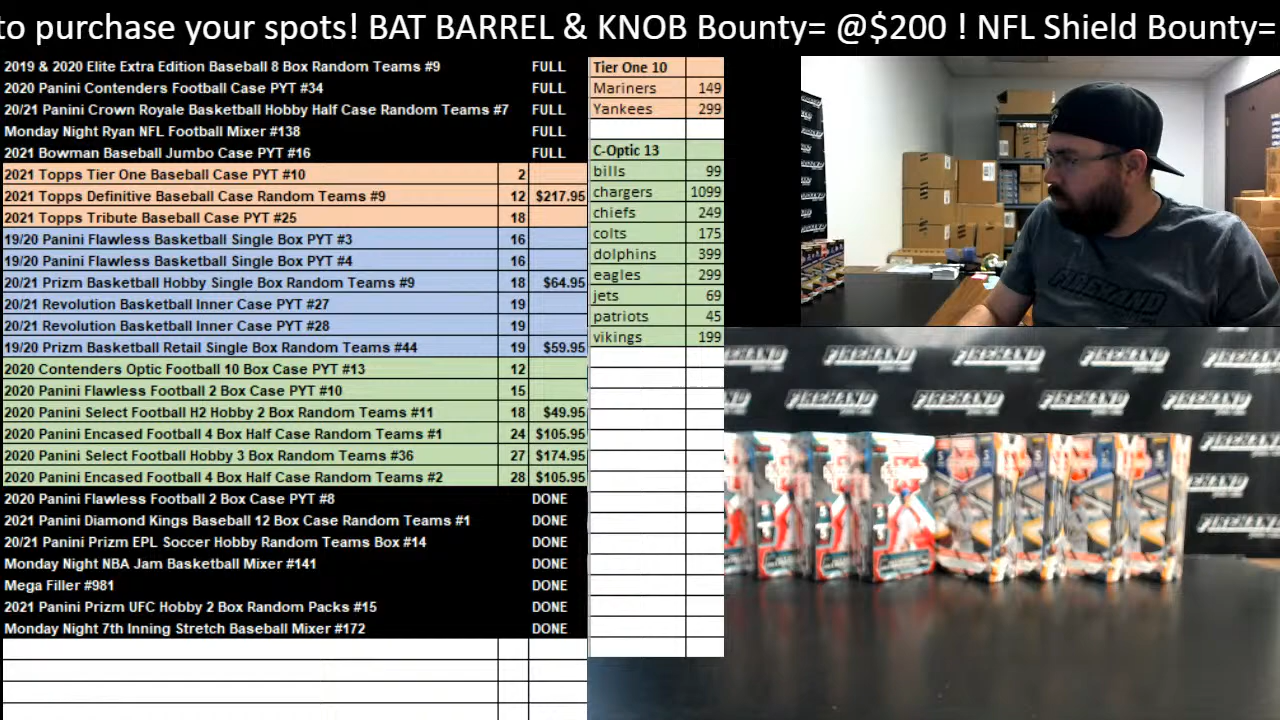 to purchase your spots! BAT BARREL & KNOB Bounty= @$200 ! NFL Shield Bounty=
2019 & 2020 Elite Extra Edition Baseball 8 Box Random Teams #9 FULL
2020 Panini Contenders Football Case PYT #34 FULL
20/21 Panini Crown Royale Basketball Hobby Half Case Random Teams #7 FULL
Monday Night Ryan NFL Football Mixer #138 FULL
2021 Bowman Baseball Jumbo Case PYT #16 FULL
2021 Topps Tier One Baseball Case PYT #10 2
2021 Topps Definitive Baseball Case Random Teams #9 12 $217.95
2021 Topps Tribute Baseball Case PYT #25 18
19/20 Panini Flawless Basketball Single Box PYT #3 16
19/20 Panini Flawless Basketball Single Box PYT #4 16
20/21 Prizm Basketball Hobby Single Box Random Teams #9 18 $64.95
20/21 Revolution Basketball Inner Case PYT #27 19
20/21 Revolution Basketball Inner Case PYT #28 19
19/20 Prizm Basketball Retail Single Box Random Teams #44 19 $59.95
2020 Contenders Optic Football 10 Box Case PYT #13 12
2020 Panini Flawless Football 2 Box Case PYT #10 15
2020 Panini Select Football H2 Hobby 2 Box Random Teams #11 18 $49.95
2020 Panini Encased Football 4 Box Half Case Random Teams #1 24 $105.95
2020 Panini Select Football Hobby 3 Box Random Teams #36 27 $174.95
2020 Panini Encased Football 4 Box Half Case Random Teams #2 28 $105.95
2020 Panini Flawless Football 2 Box Case PYT #8 DONE
2021 Panini Diamond Kings Baseball 12 Box Case Random Teams #1 DONE
20/21 Panini Prizm EPL Soccer Hobby Random Teams Box #14 DONE
Monday Night NBA Jam Basketball Mixer #141 DONE
Mega Filler #981 DONE
2021 Panini Prizm UFC Hobby 2 Box Random Packs #15 DONE
Monday Night 7th Inning Stretch Baseball Mixer #172 DONE
Tier One 10
Mariners 149
Yankees 299
C-Optic 13
bills 99
chargers 1099
chiefs 249
colts 175
dolphins 399
eagles 299
jets 69
patriots 45
vikings 199
FIREHAND
FIREHAND FIREHAND FIREHAND FIREHAND
FIREHAND FIREHAND FIREHAND
FIREHAND